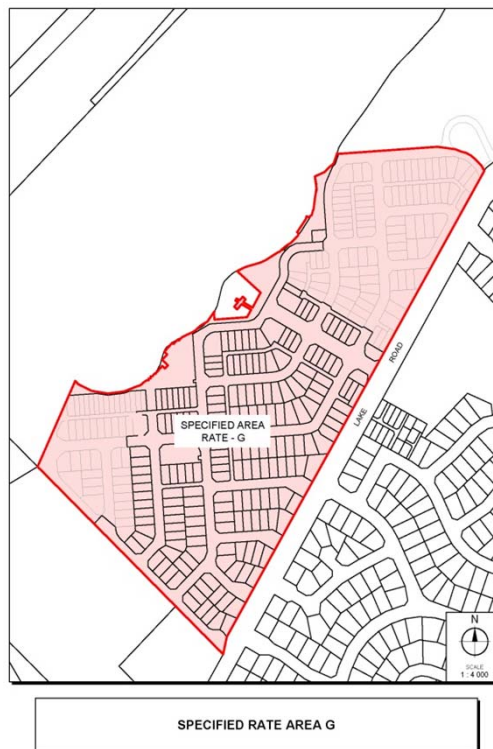 SPECIFIED AREA
RATE - G
LAKE ROAD
N
SCALE
1 : 4 000
SPECIFIED RATE AREA G